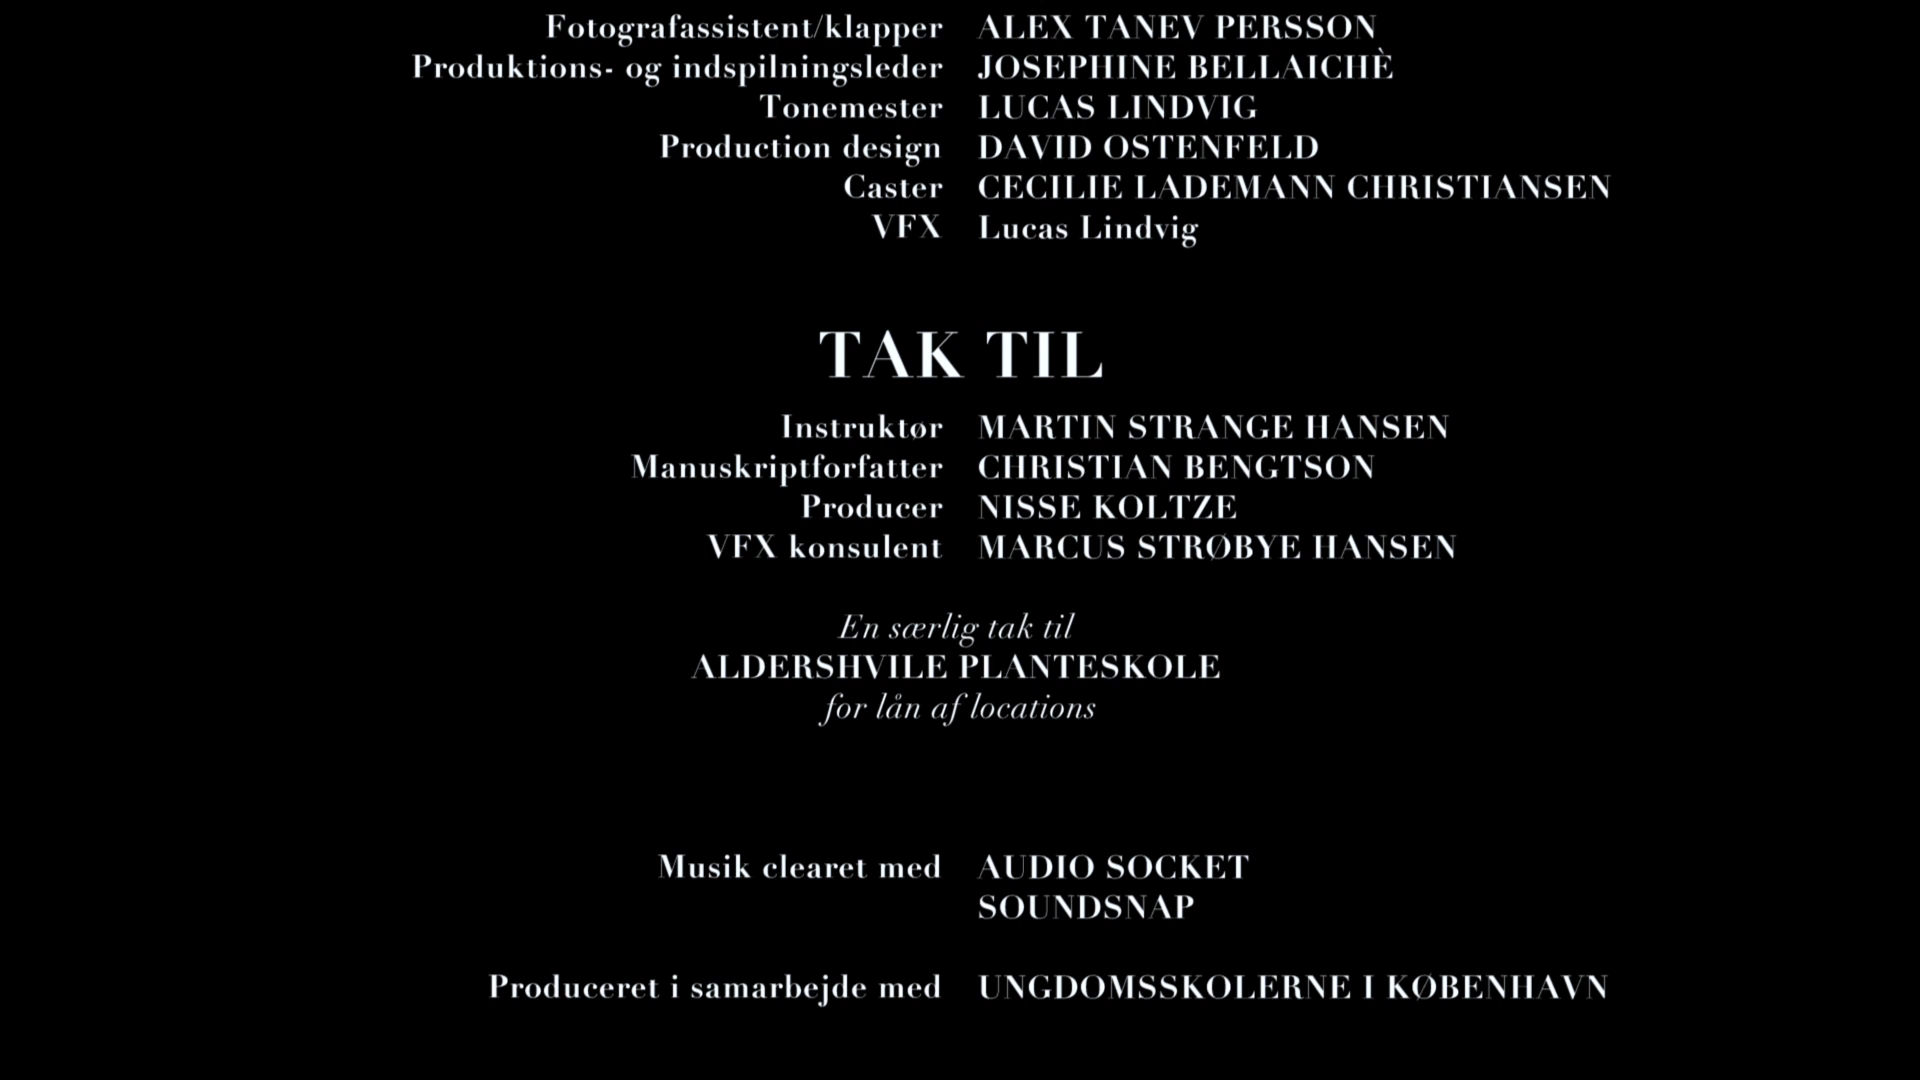 Fotografassistent/klapper ALEX TANEV PERSSON
Produktions- og indspilningsleder JOSEPHINE BELLAICHÈ
Tonemester LUCAS LINDVIG
Production design DAVID OSTENFELD
Caster CECILIE LADEMANN CHRISTIANSEN
VFX Lucas Lindvig
TAK TIL
Instruktør MARTIN STRANGE HANSEN
Manuskriptforfatter CHRISTIAN BENGTSON
Producer NISSE KOLTZE
VFX konsulent MARCUS STRØBYE HANSEN
En særlig tak til
ALDERSHVILE PLANTESKOLE
for lån af locations
Musik clearet med AUDIO SOCKET
SOUNDSNAP
Produceret i samarbejde med UNGDOMSSKOLERNE I KØBENHAVN